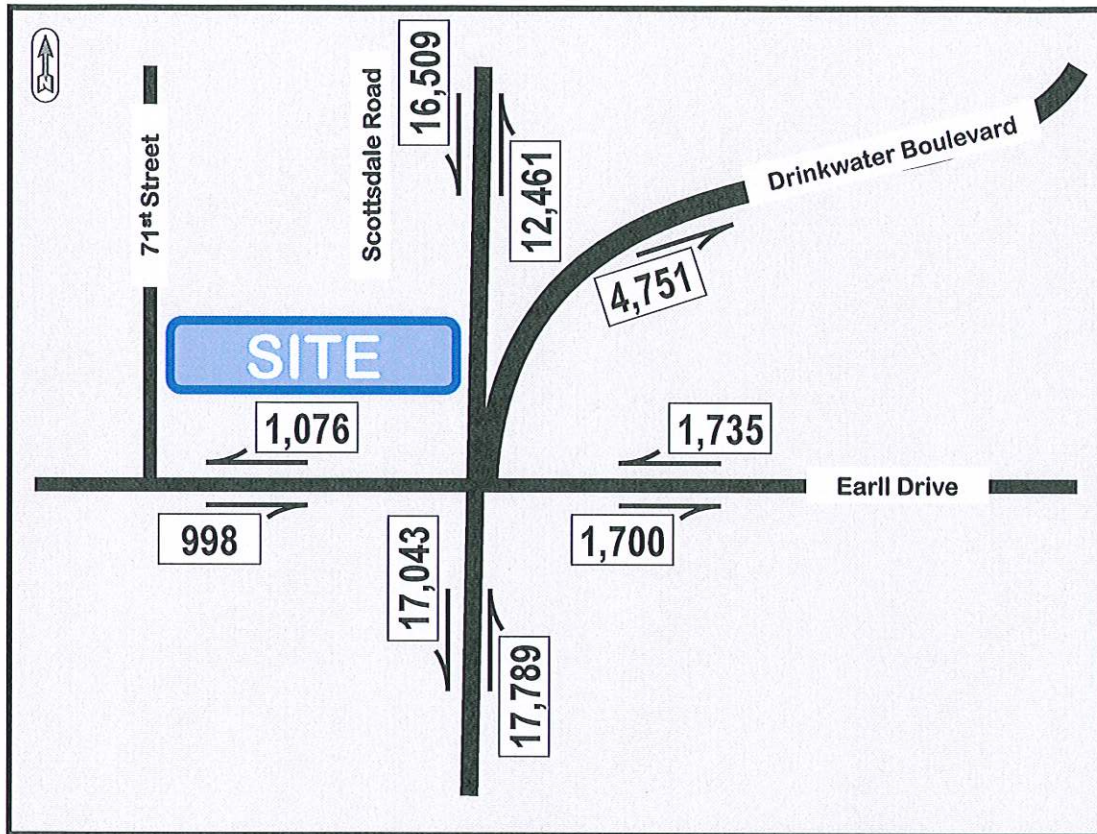 71st Street
Scottsdale Road
16,509
12,461
Drinkwater Boulevard
4,751
SITE
1,076
1,735
Earll Drive
998
1,700
17,043
17,789